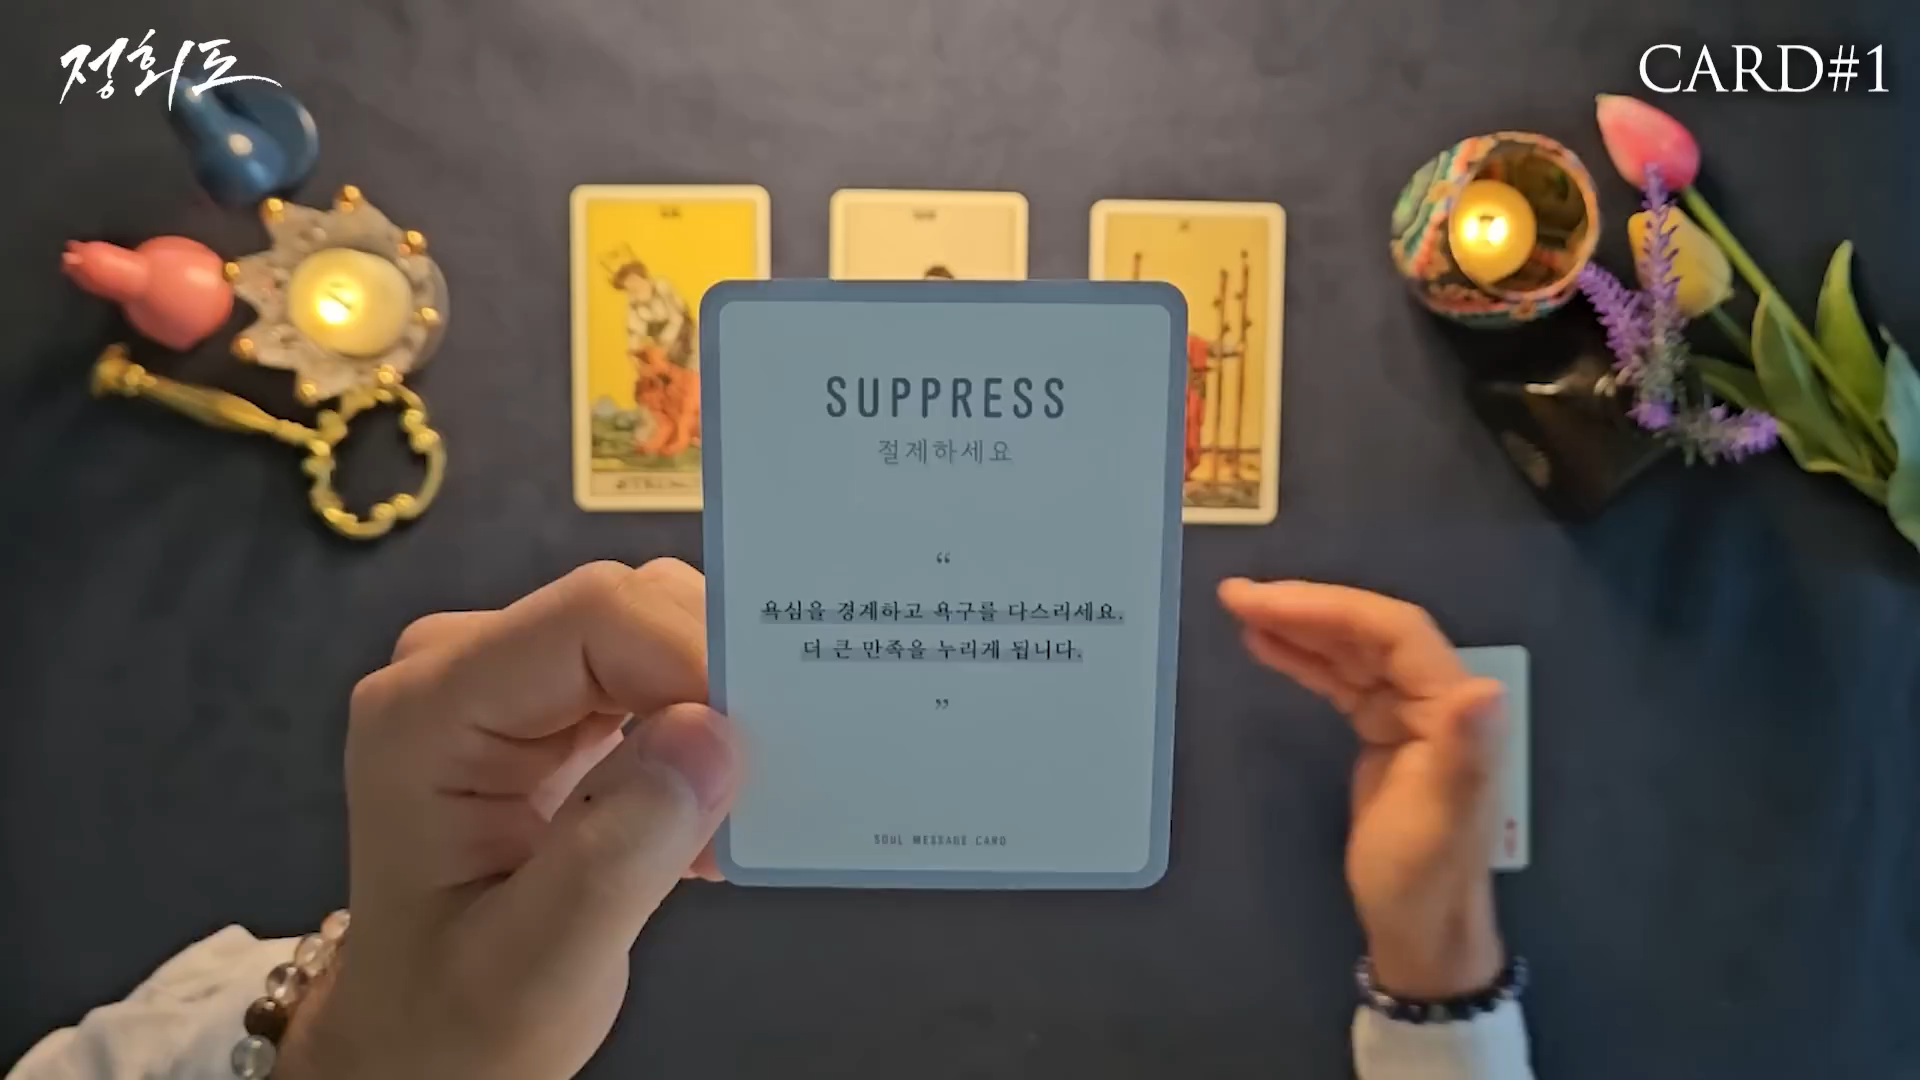 정회도
CARD#1
SUPPRESS
절제하세요
“
욕심을 경계하고 욕구를 다스리세요.
더 큰 만족을 누리게 됩니다.
”
SOUL MESSAGE CARD